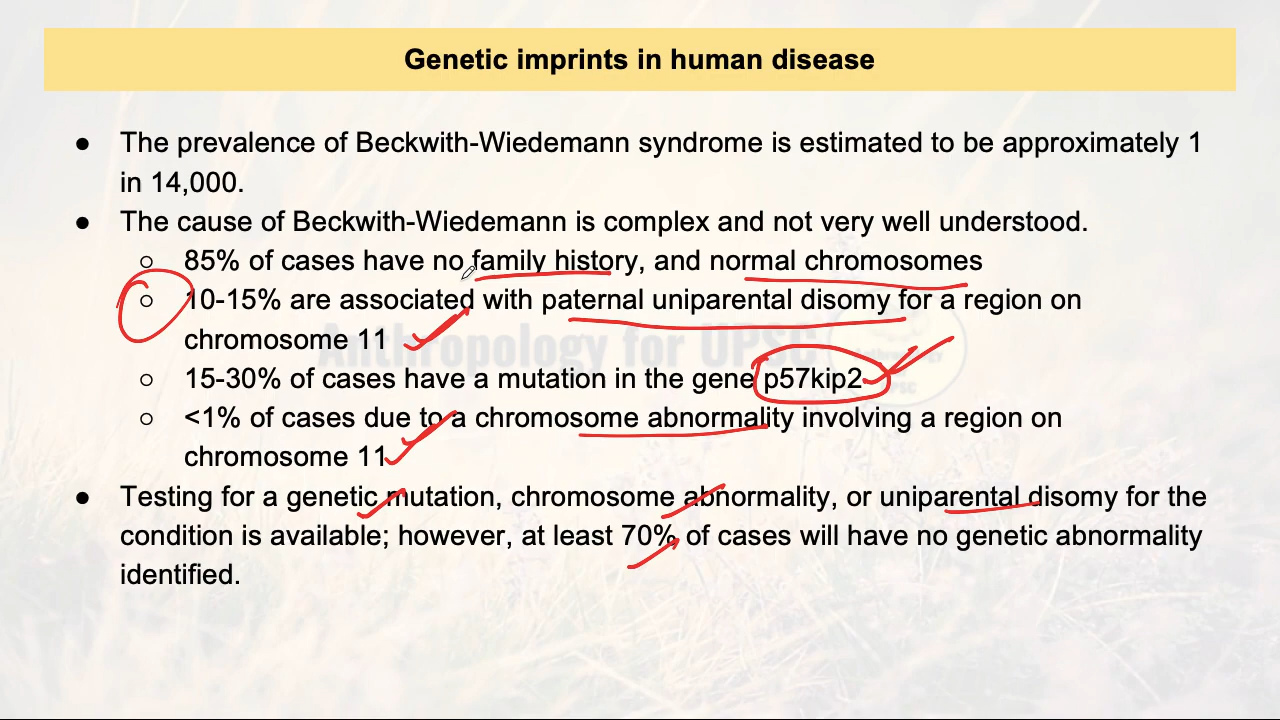 Genetic imprints in human disease
● The prevalence of Beckwith-Wiedemann syndrome is estimated to be approximately 1
in 14,000.
● The cause of Beckwith-Wiedemann is complex and not very well understood.
○ 85% of cases have no family history, and normal chromosomes
○ 10-15% are associated with paternal uniparental disomy for a region on
chromosome 11
Anthropology for UPSC
○ 15-30% of cases have a mutation in the gene p57kip2
○ <1% of cases due to a chromosome abnormality involving a region on
chromosome 11
● Testing for a genetic mutation, chromosome abnormality, or uniparental disomy for the
condition is available; however, at least 70% of cases will have no genetic abnormality
identified.